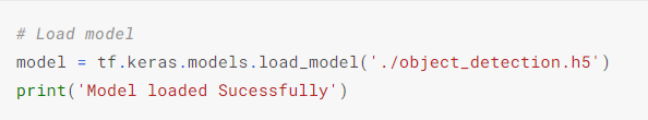 # Load model
model = tf.keras.models.load_model('./object_detection.h5')
print('Model loaded Sucessfully')